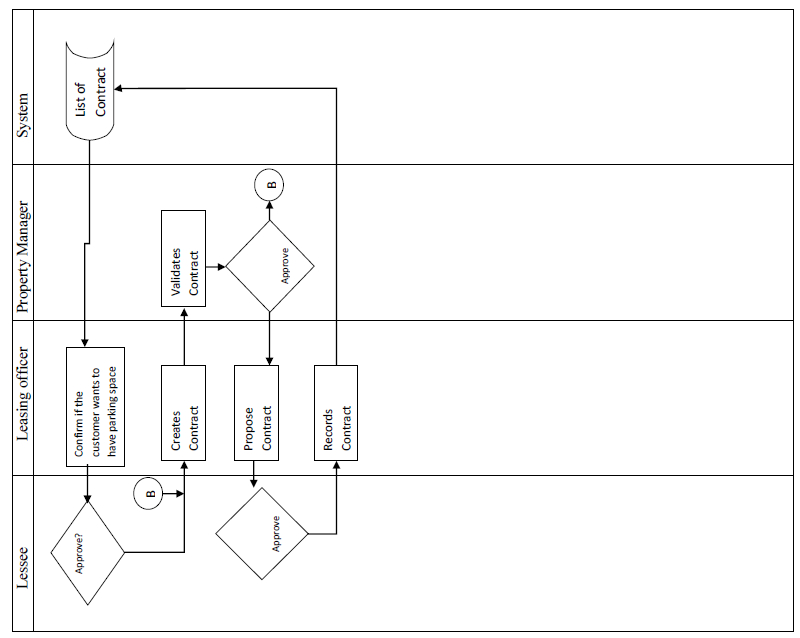 System
Property Manager
Leasing officer
Lessee
List of
Contract
Confirm if the
customer wants to
have parking space
Approve?
B
Creates
Contract
Validates
Contract
Approve
B
Propose
Contract
Approve
Records
Contract